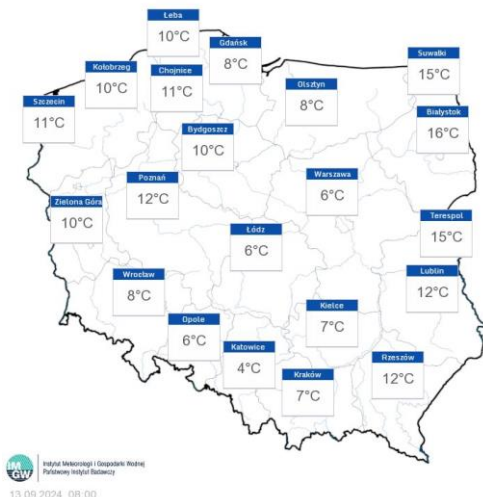 Łeba
10°C
Gdańsk
8°C
Suwałki
15°C
Kołobrzeg
10°C
Chojnice
11°C
Olsztyn
8°C
Szczecin
11°C
Białystok
16°C
Bydgoszcz
10°C
Poznań
12°C
Warszawa
6°C
Zielona Góra
10°C
Terespol
15°C
Łódź
6°C
Wrocław
8°C
Lublin
12°C
Kielce
7°C
Opole
6°C
Katowice
4°C
Rzeszów
12°C
Kraków
7°C
IM
GW
Instytut Meteorologii i Gospodarki Wodnej
Państwowy Instytut Badawczy
13.09.2024 08:00